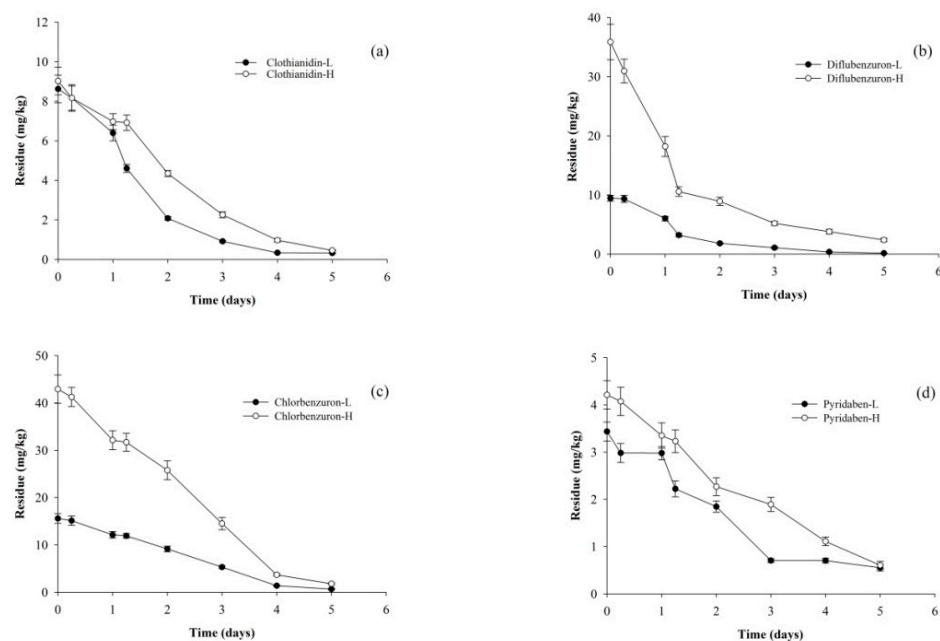 (a)
Clothianidin-L
Clothianidin-H
Residue (mg/kg)
12
10
8
6
4
2
0
0 1 2 3 4 5 6
Time (days)
(b)
Diflubenzuron-L
Diflubenzuron-H
Residue (mg/kg)
40
30
20
10
0
0 1 2 3 4 5 6
Time (days)
(c)
Chlorbenzuron-L
Chlorbenzuron-H
Residue (mg/kg)
50
40
30
20
10
0
0 1 2 3 4 5 6
Time (days)
(d)
Pyridaben-L
Pyridaben-H
Residue (mg/kg)
5
4
3
2
1
0
0 1 2 3 4 5 6
Time (days)